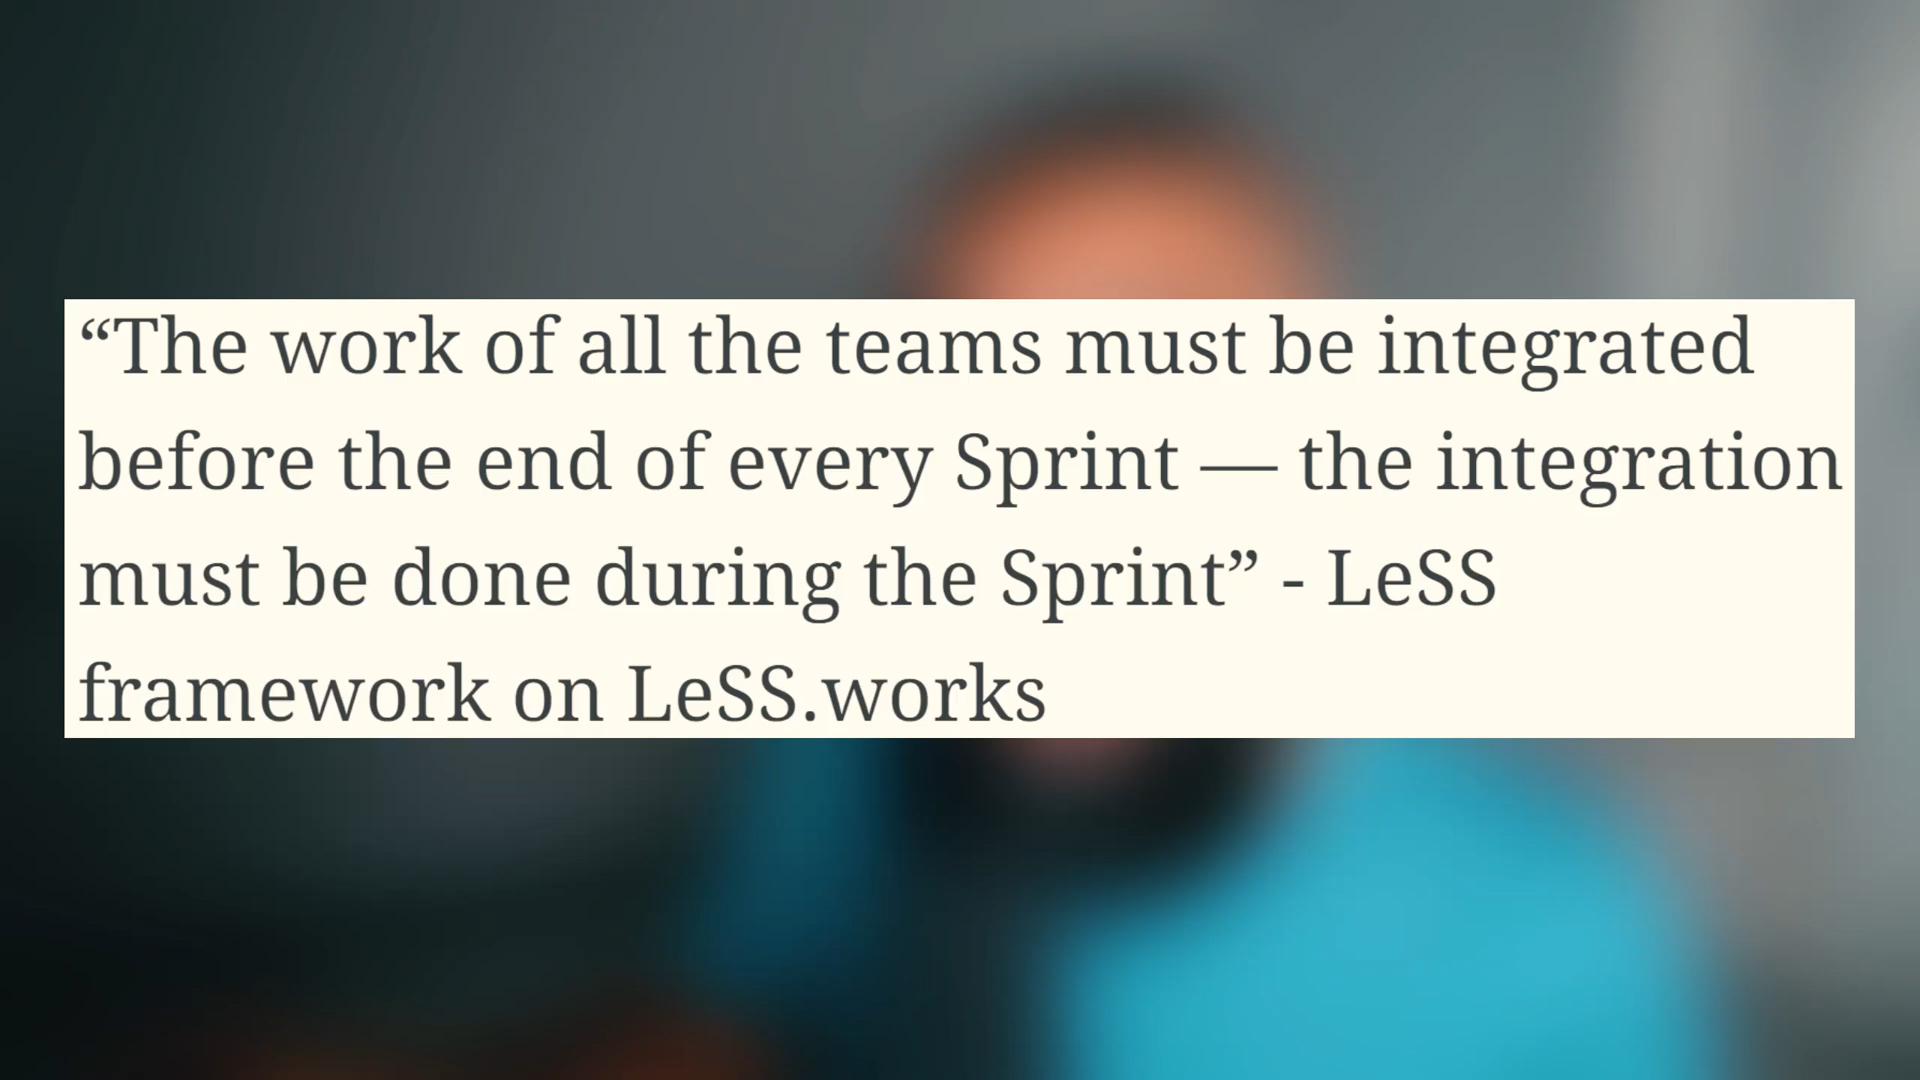 “The work of all the teams must be integrated
before the end of every Sprint — the integration
must be done during the Sprint” - LeSS
framework on LeSS.works